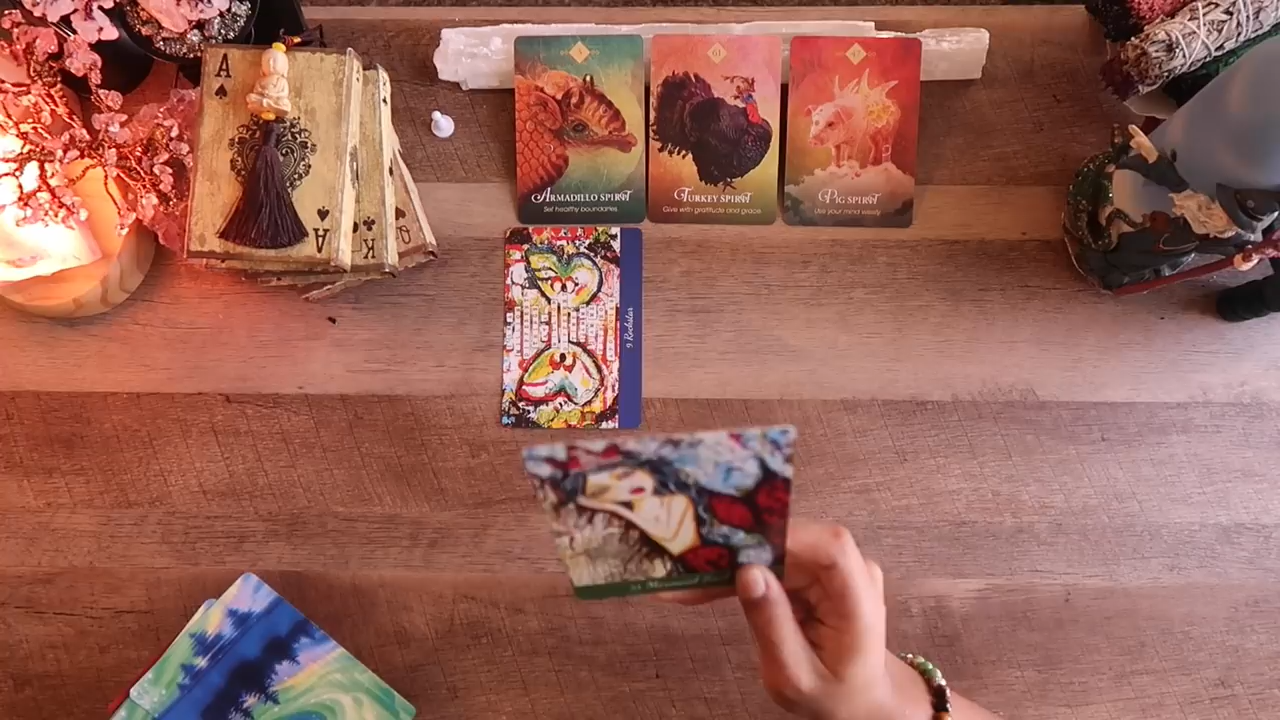 A
A
K
Q
ARMADILLO SPIRIT
Set healthy boundaries.
61
TURKEY SPIRIT
Give with gratitude and grace.
PIG SPIRIT
Use your mind wisely.
9 Rockstar